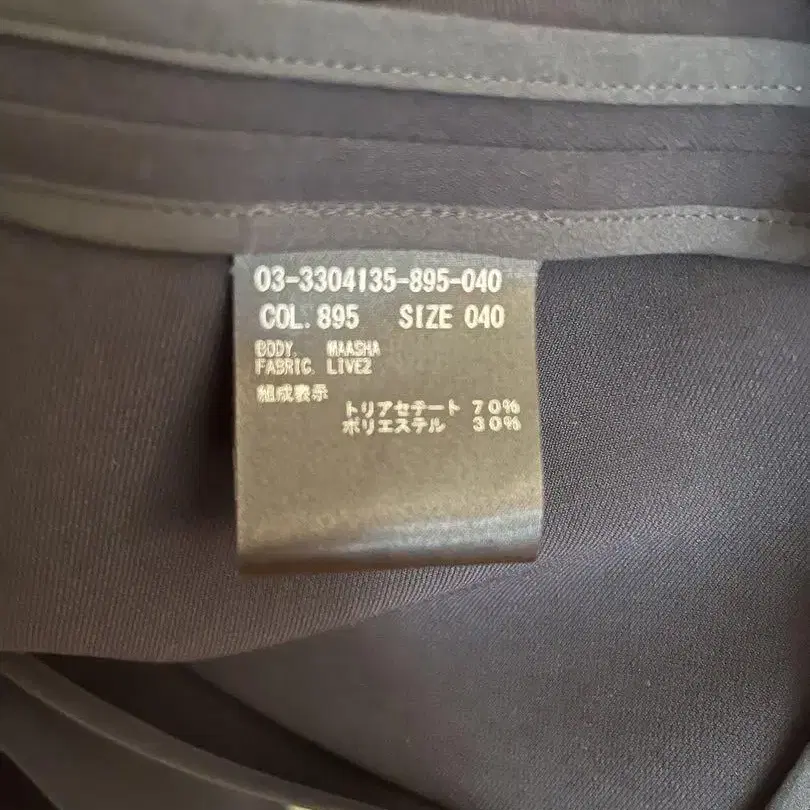 03-3304135-895-040
COL. 895 SIZE 040
BODY. MAASHA
FABRIC. LIVE2
組成表示
トリアセテート 70%
ポリエステル 30%